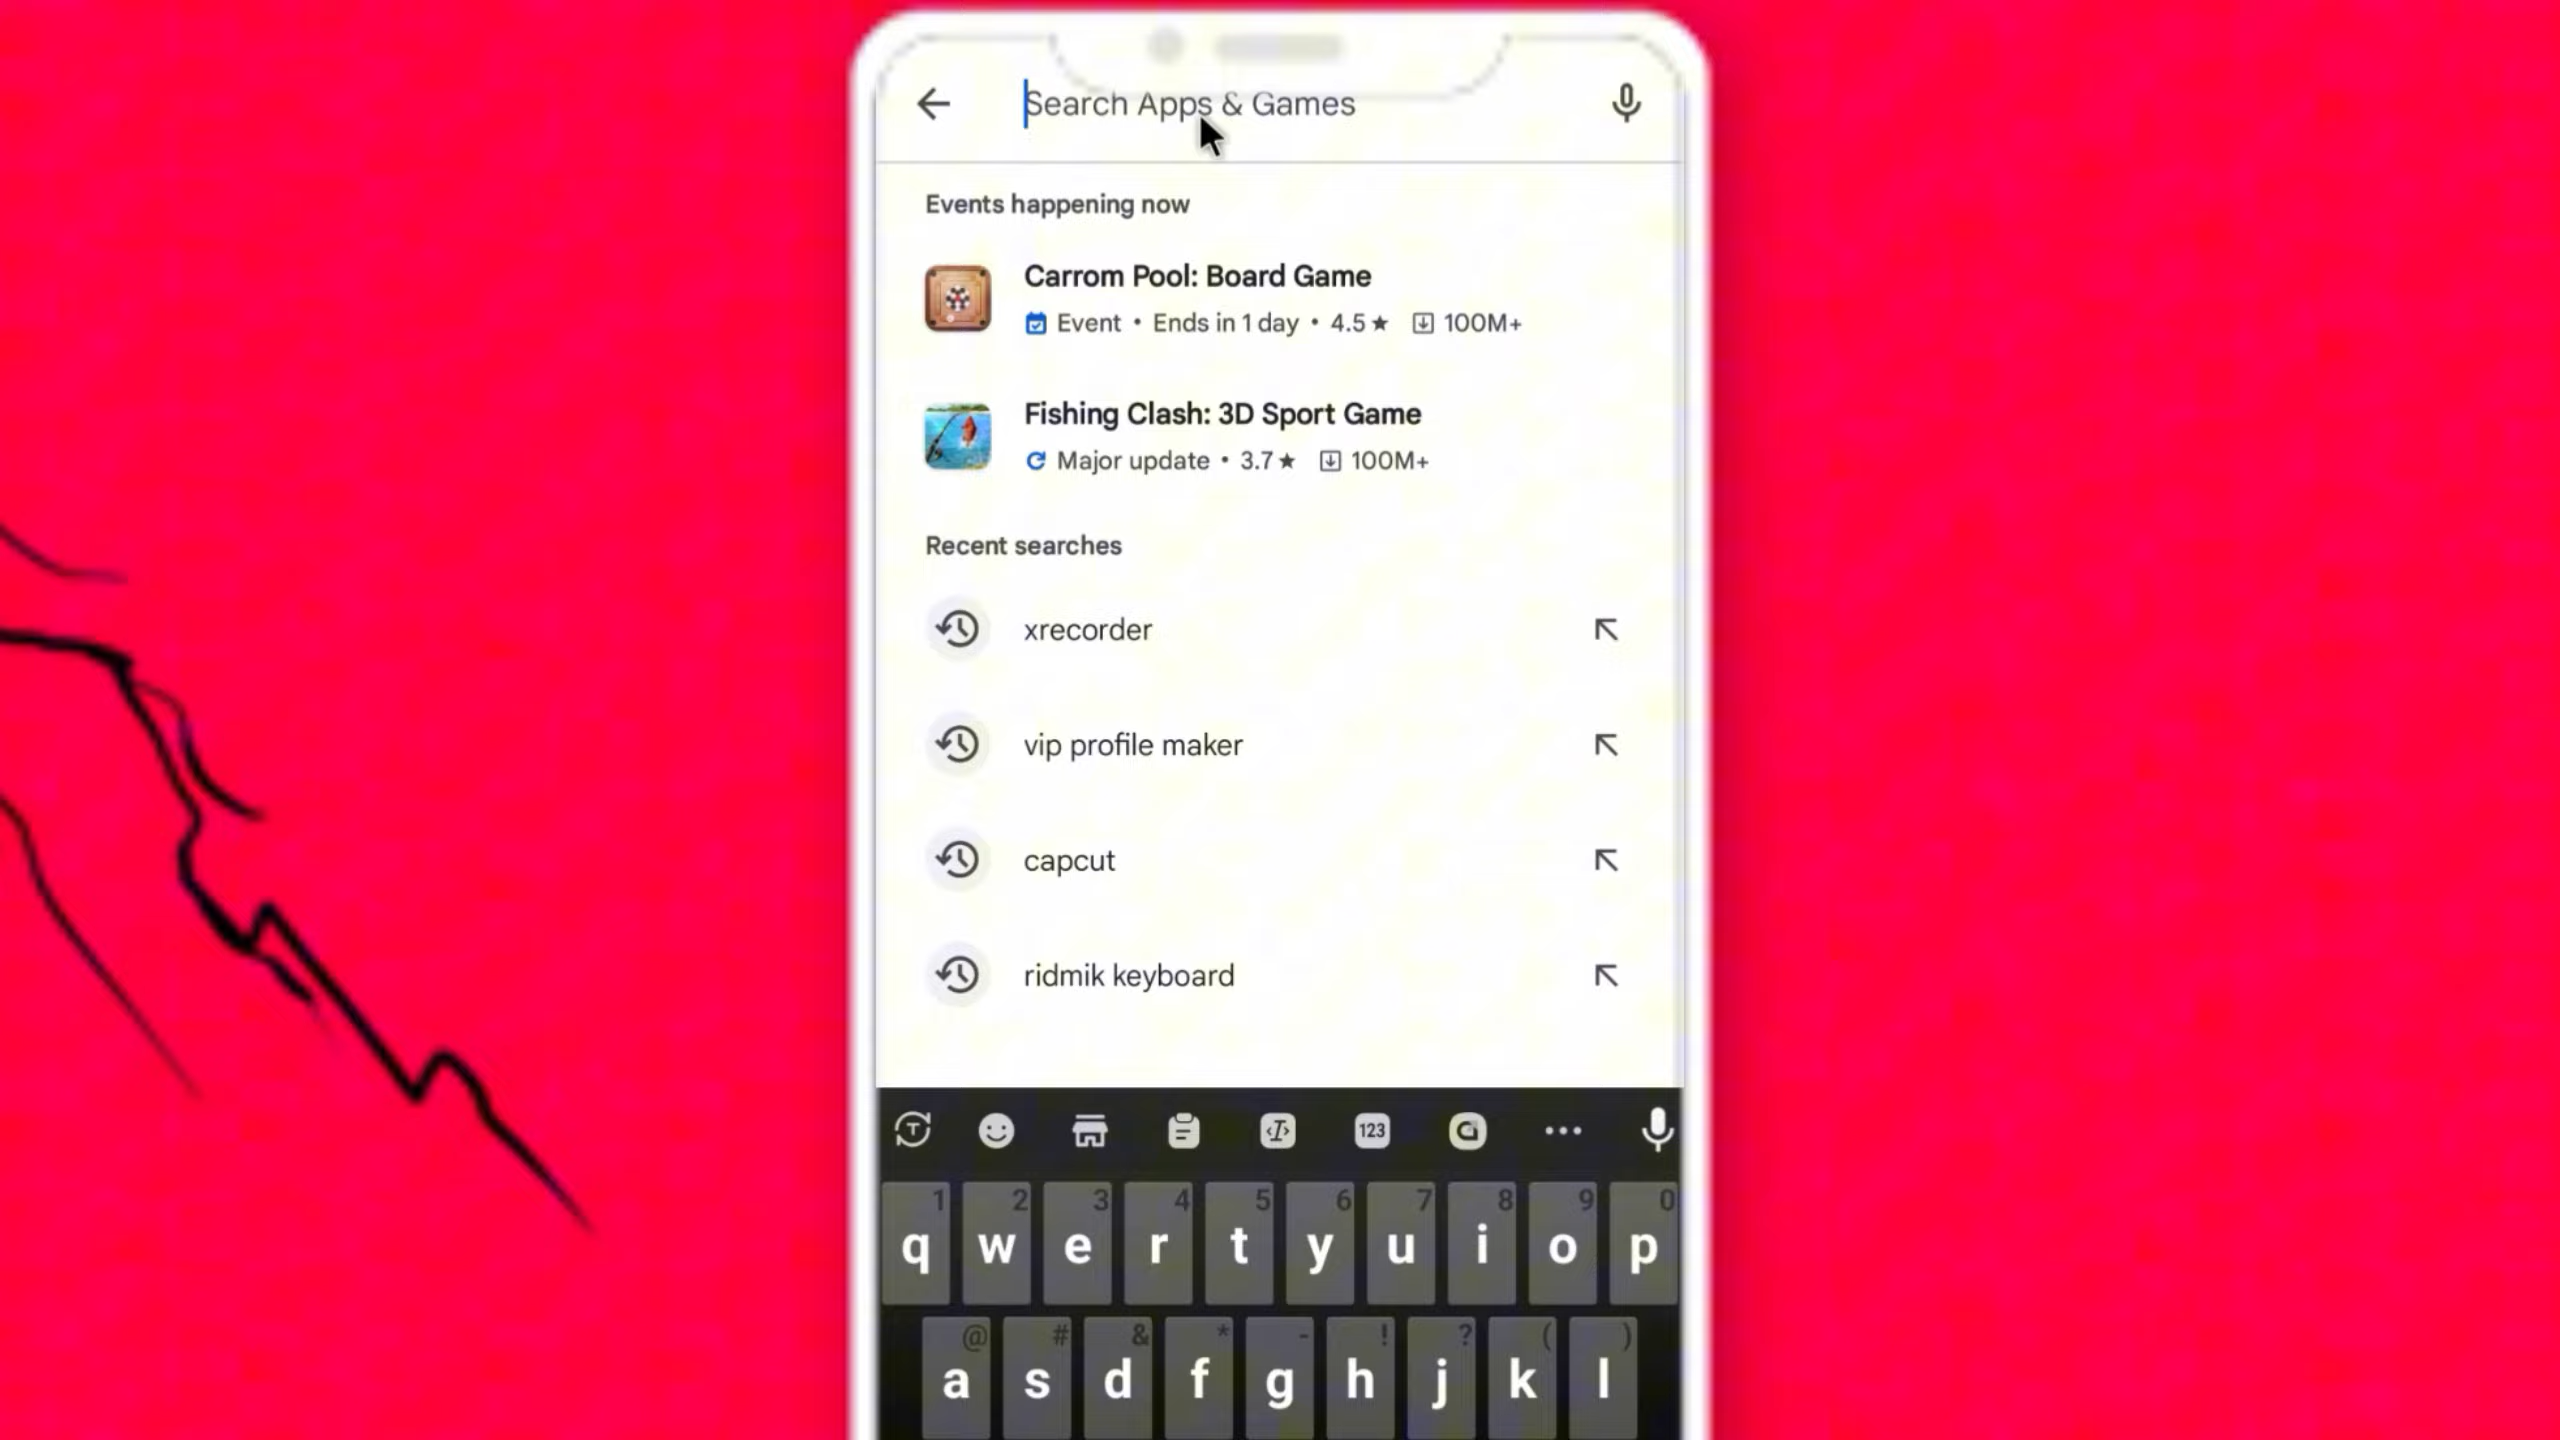 Search Apps & Games
Events happening now
Carrom Pool: Board Game
Event • Ends in 1 day • 4.5★ 100M+
Fishing Clash: 3D Sport Game
Major update • 3.7★ 100M+
Recent searches
xrecorder
vip profile maker
capcut
ridmik keyboard
T 123
1 2 3 4 5 6 7 8 9 0
q w e r t y u i o p
@ # & * - ! ? ( )
a s d f g h j k l